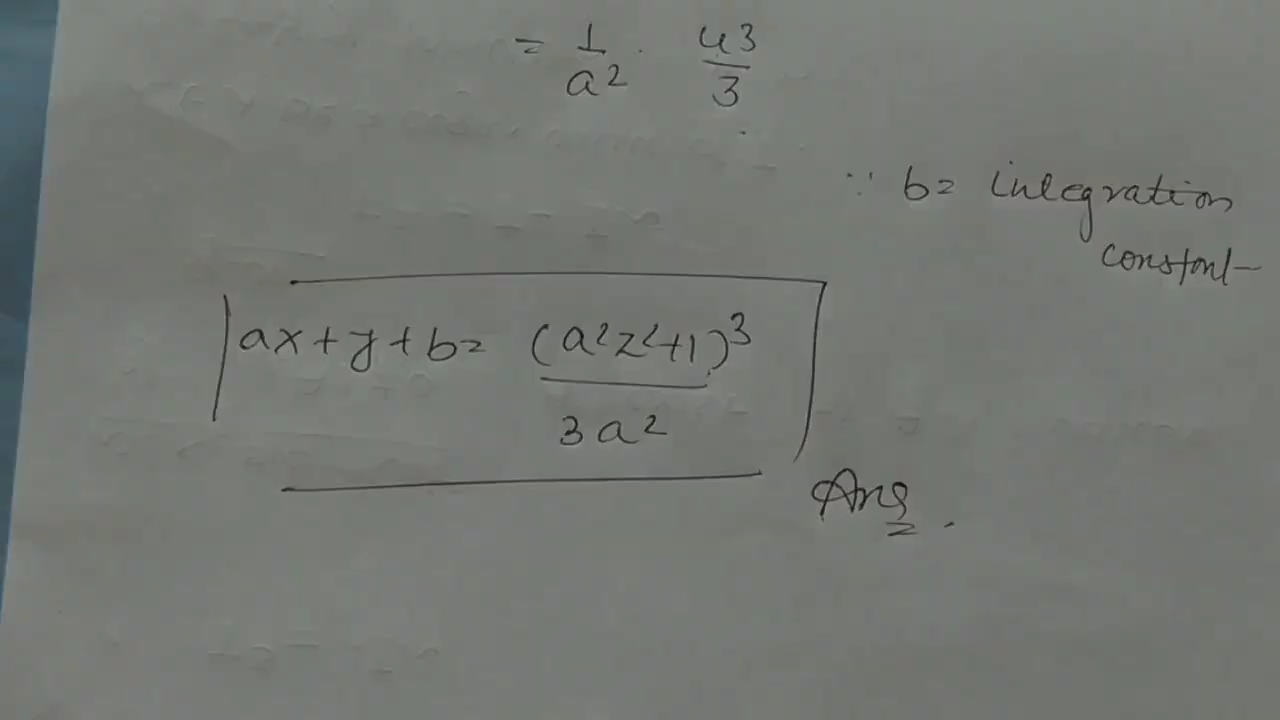 = 1/a² · u3/3
∵ b= integration
constant
ax+y+b= (a²z²+1)³/3a²
Ans.